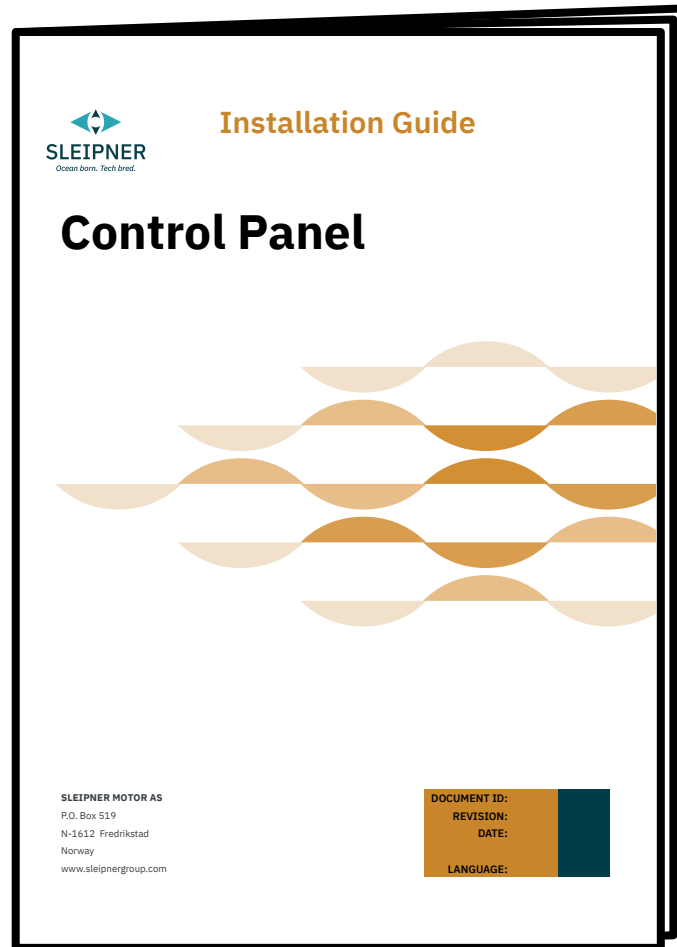 Installation Guide
SLEIPNER
Ocean born. Tech bred.
Control Panel
SLEIPNER MOTOR AS
P.O. Box 519
N-1612 Fredrikstad
Norway
www.sleipnergroup.com
DOCUMENT ID:
REVISION:
DATE:
LANGUAGE: